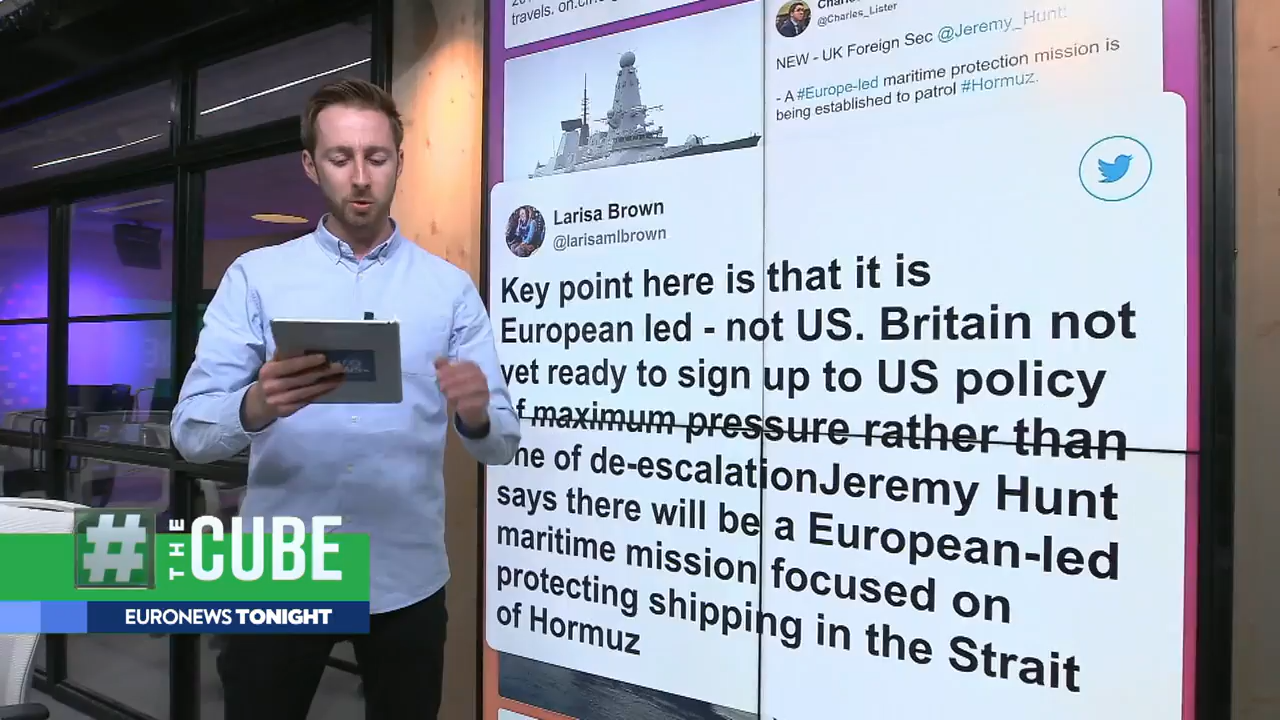 travels.
@Charles_Lister
NEW - UK Foreign Sec @Jeremy_Hunt:
- A #Europe-led maritime protection mission is
being established to patrol #Hormuz.
Larisa Brown
@larisamlbrown
Key point here is that it is
European led - not US. Britain not
yet ready to sign up to US policy
of maximum pressure rather than
one of de-escalationJeremy Hunt
says there will be a European-led
maritime mission focused on
protecting shipping in the Strait
of Hormuz
# THE CUBE
EURONEWS TONIGHT